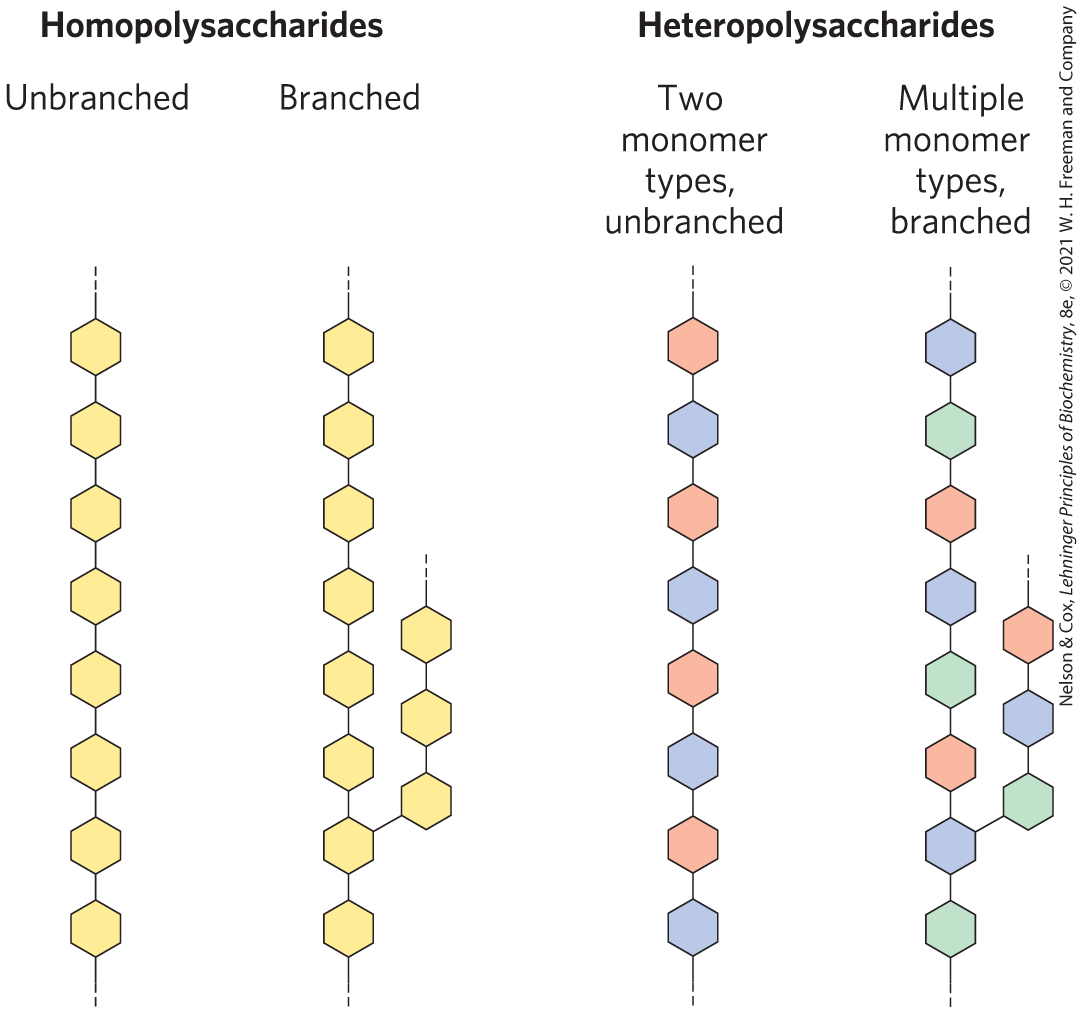 Homopolysaccharides
Unbranched
Branched
Heteropolysaccharides
Two
monomer
types,
unbranched
Multiple
monomer
types,
branched
Nelson & Cox, Lehninger Principles of Biochemistry, 8e, © 2021 W. H. Freeman and Company